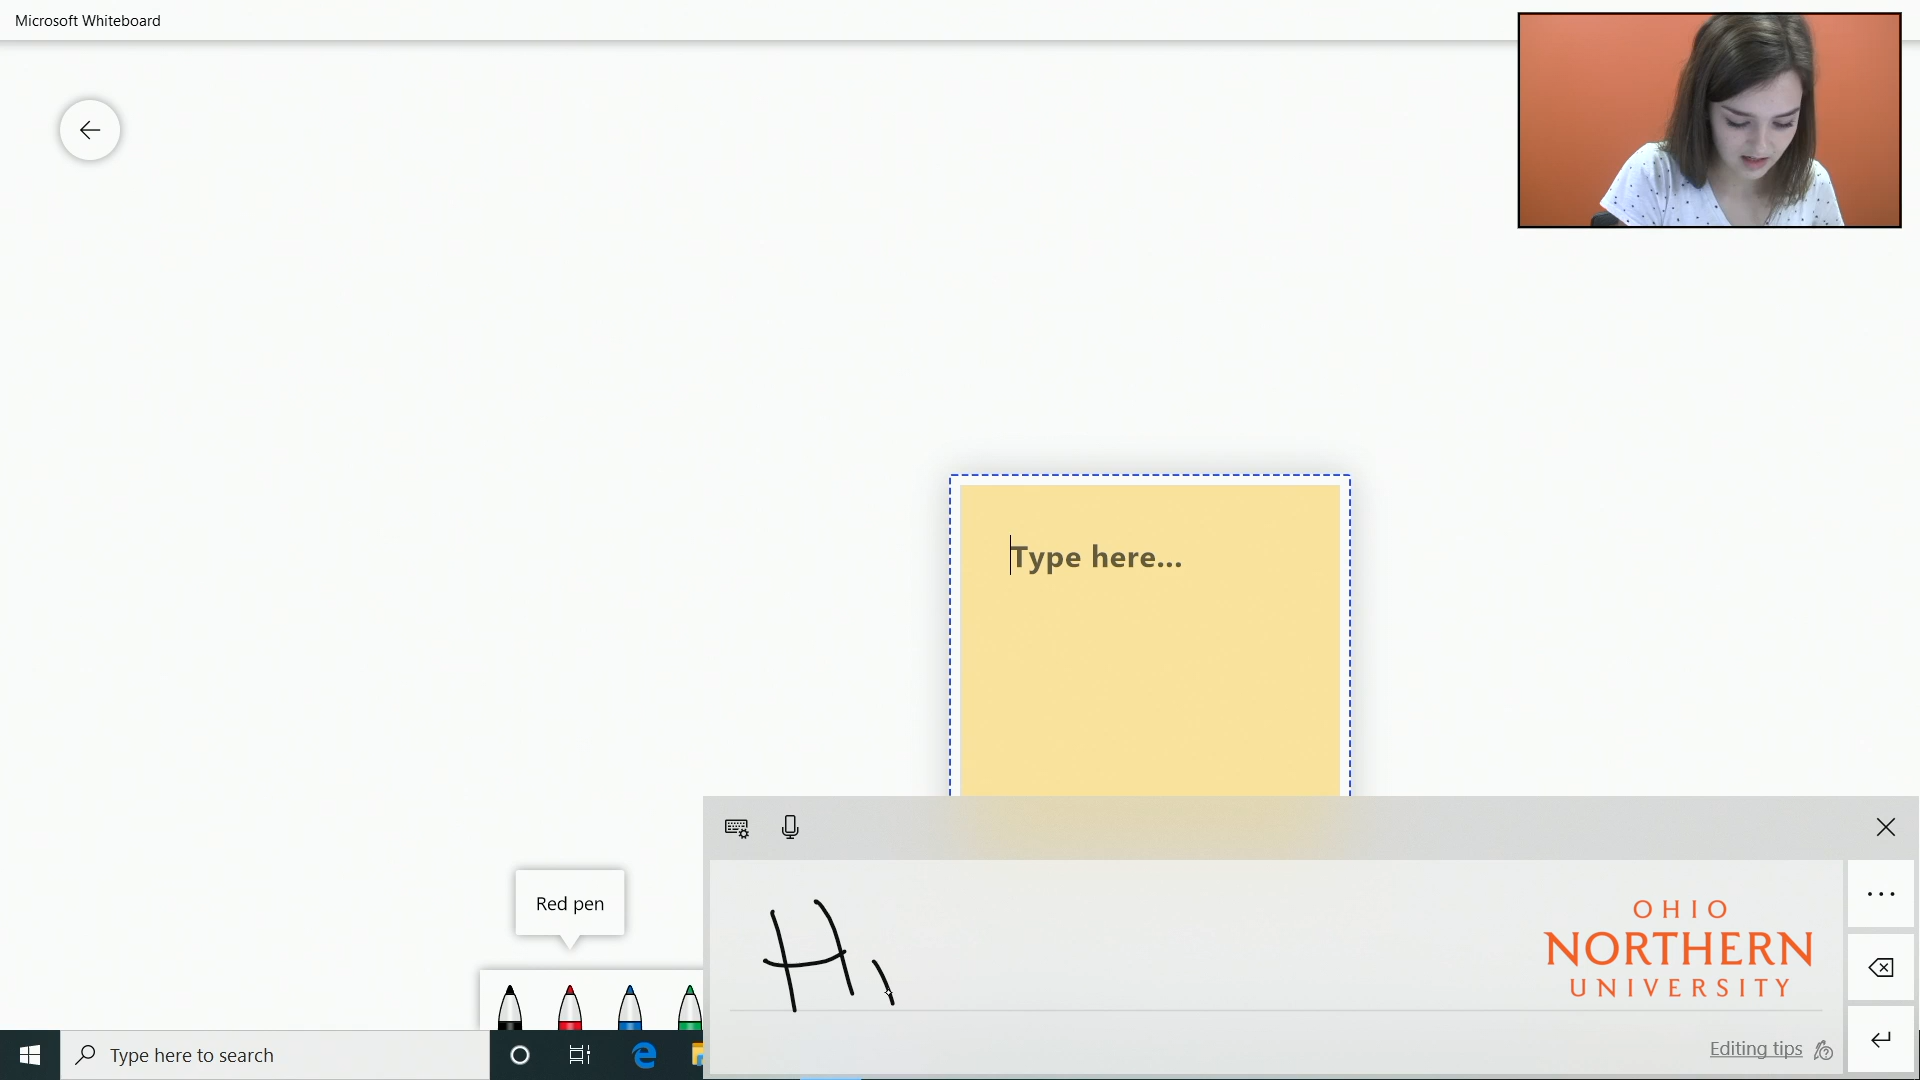 Microsoft Whiteboard
Type here...
Red pen
Hi
OHIO
NORTHERN
UNIVERSITY
Editing tips
Type here to search